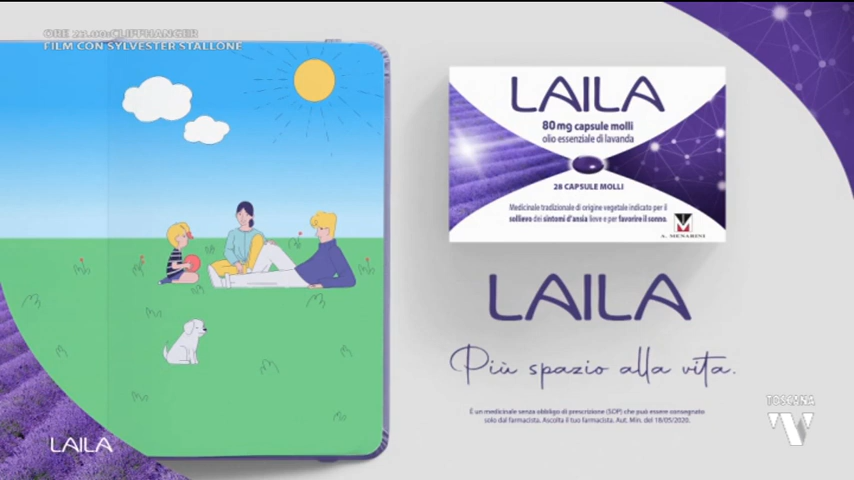 ORE 21.00: CLIFFHANGER
FILM CON SYLVESTER STALLONE
LAILA
80 mg capsule molli
olio essenziale di lavanda
28 CAPSULE MOLLI
Medicinale tradizionale di origine vegetale indicato per il
sollievo dei sintomi d'ansia lieve e per favorire il sonno.
A. MENARINI
LAILA
Più spazio alla vita.
È un medicinale senza obbligo di prescrizione (SOP) che può essere consegnato
solo dal farmacista. Ascolta il tuo farmacista. Aut. Min. del 18/05/2020.
LAILA
TOSCANA
TV